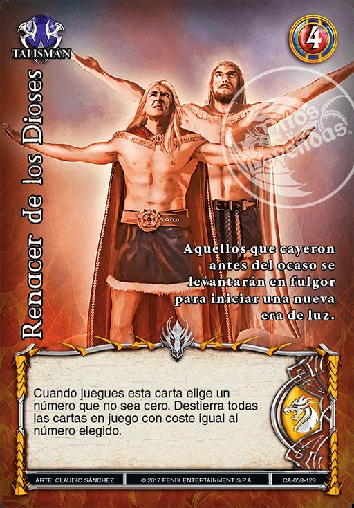 TALISMAN
4
Renacer de los Dioses
Aquellos que cayeron
antes del ocaso se
levantarán en fulgor
para iniciar una nueva
era de luz.
Cuando juegues esta carta elige un
número que no sea cero. Destierra todas
las cartas en juego con coste igual al
número elegido.
ARTE: CLAUDIO SÁNCHEZ
© 2017 FENIX ENTERTAINMENT S.P.A.